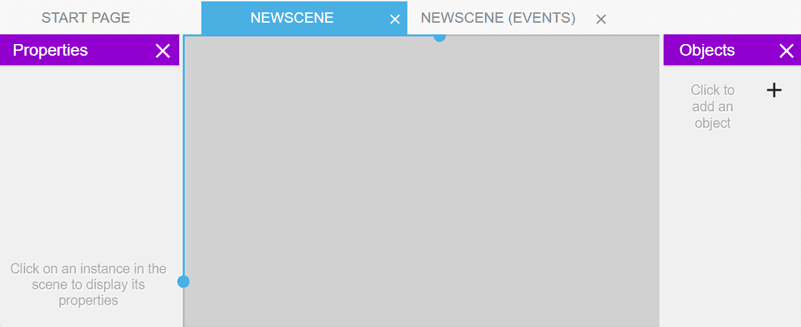 START PAGE
NEWSCENE
NEWSCENE (EVENTS)
Properties
Objects
Click to
add an
object
Click on an instance in the
scene to display its
properties